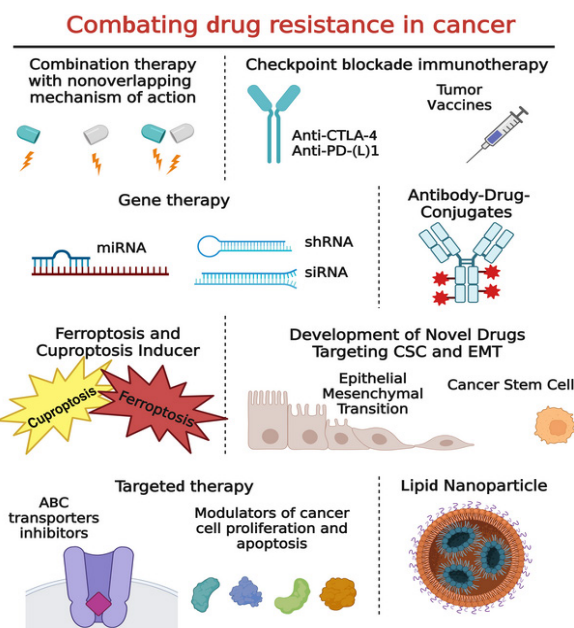 Combating drug resistance in cancer
Combination therapy
with nonoverlapping
mechanism of action
Checkpoint blockade immunotherapy
Anti-CTLA-4
Anti-PD-(L)1
Tumor
Vaccines
Gene therapy
miRNA
shRNA
siRNA
Antibody-Drug-
Conjugates
Ferroptosis and
Cuproptosis Inducer
Cuproptosis
Ferroptosis
Development of Novel Drugs
Targeting CSC and EMT
Epithelial
Mesenchymal
Transition
Cancer Stem Cell
Targeted therapy
ABC
transporters
inhibitors
Modulators of cancer
cell proliferation and
apoptosis
Lipid Nanoparticle